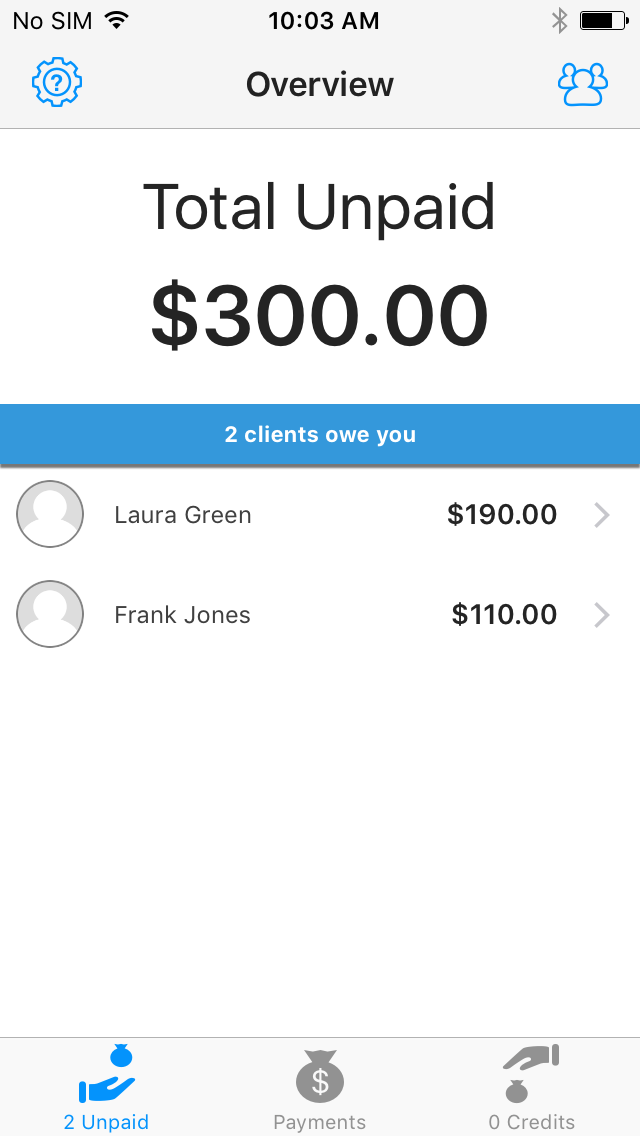 No SIM 10:03 AM
?
Overview
Total Unpaid
$300.00
2 clients owe you
Laura Green $190.00
Frank Jones $110.00
$
2 Unpaid Payments 0 Credits